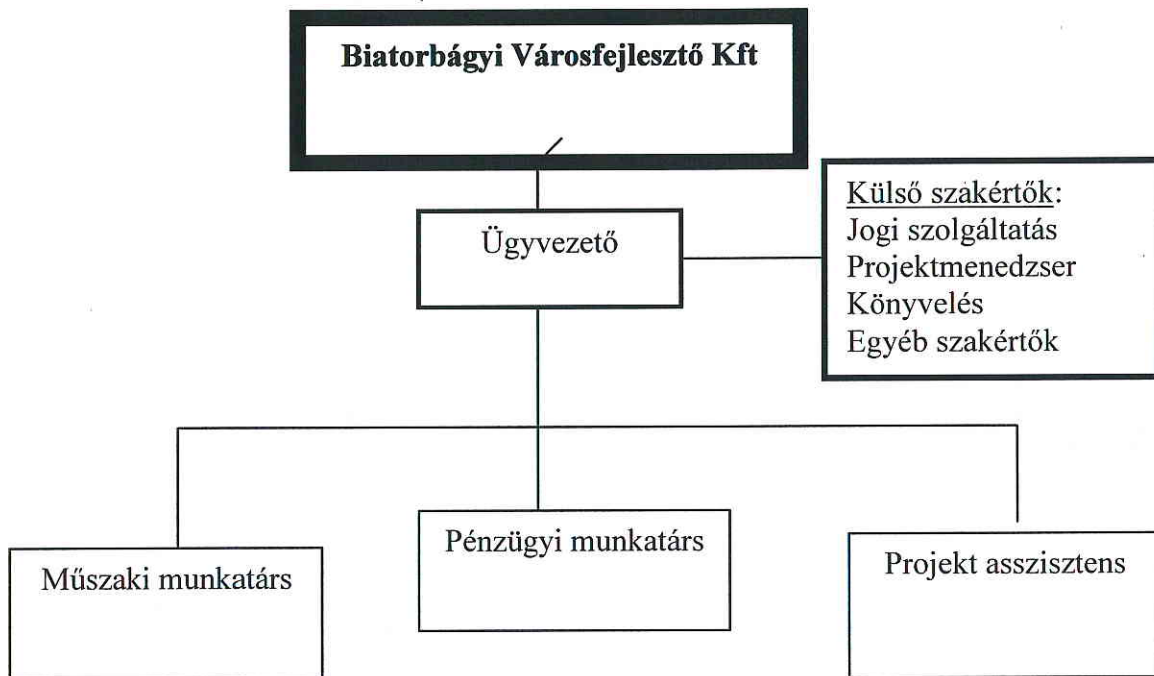 Biatorbágyi Városfejlesztő Kft
Ügyvezető
Külső szakértők:
Jogi szolgáltatás
Projektmenedzser
Könyvelés
Egyéb szakértők
Műszaki munkatárs
Pénzügyi munkatárs
Projekt asszisztens